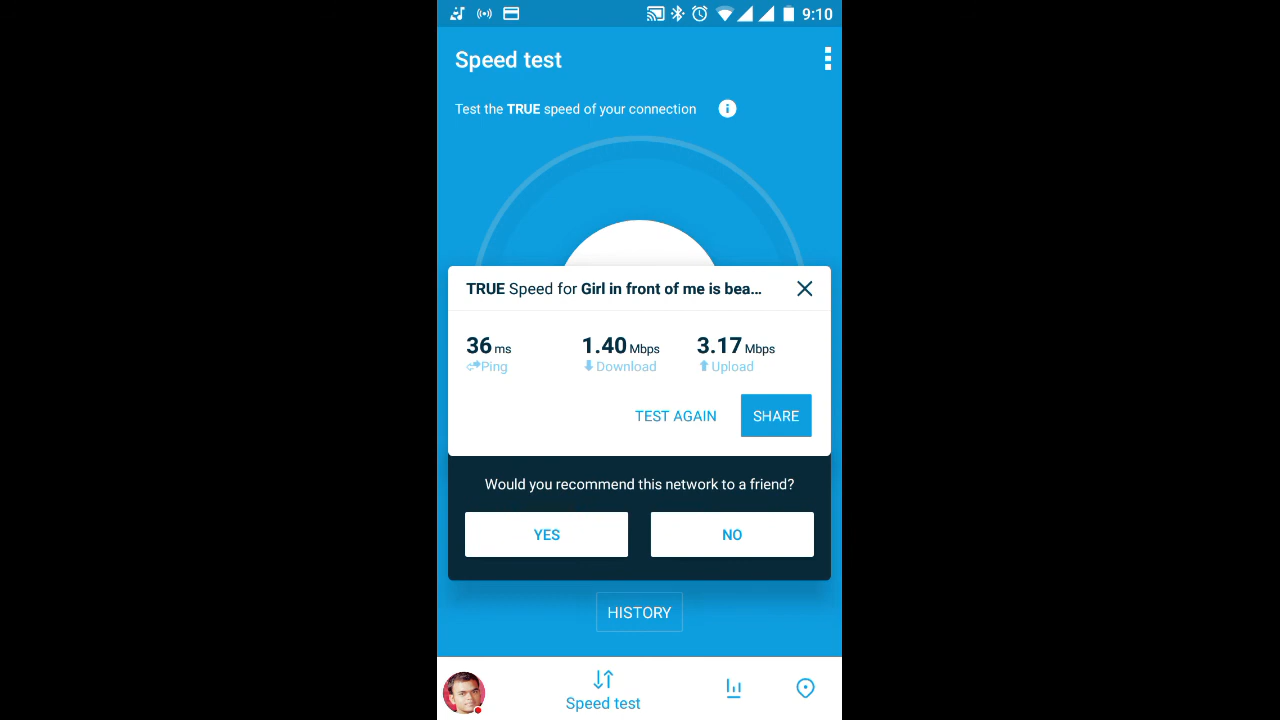 9:10
Speed test
Test the TRUE speed of your connection
TRUE Speed for Girl in front of me is bea...
36 ms 1.40 Mbps 3.17 Mbps
Ping Download Upload
TEST AGAIN SHARE
Would you recommend this network to a friend?
YES NO
HISTORY
Speed test